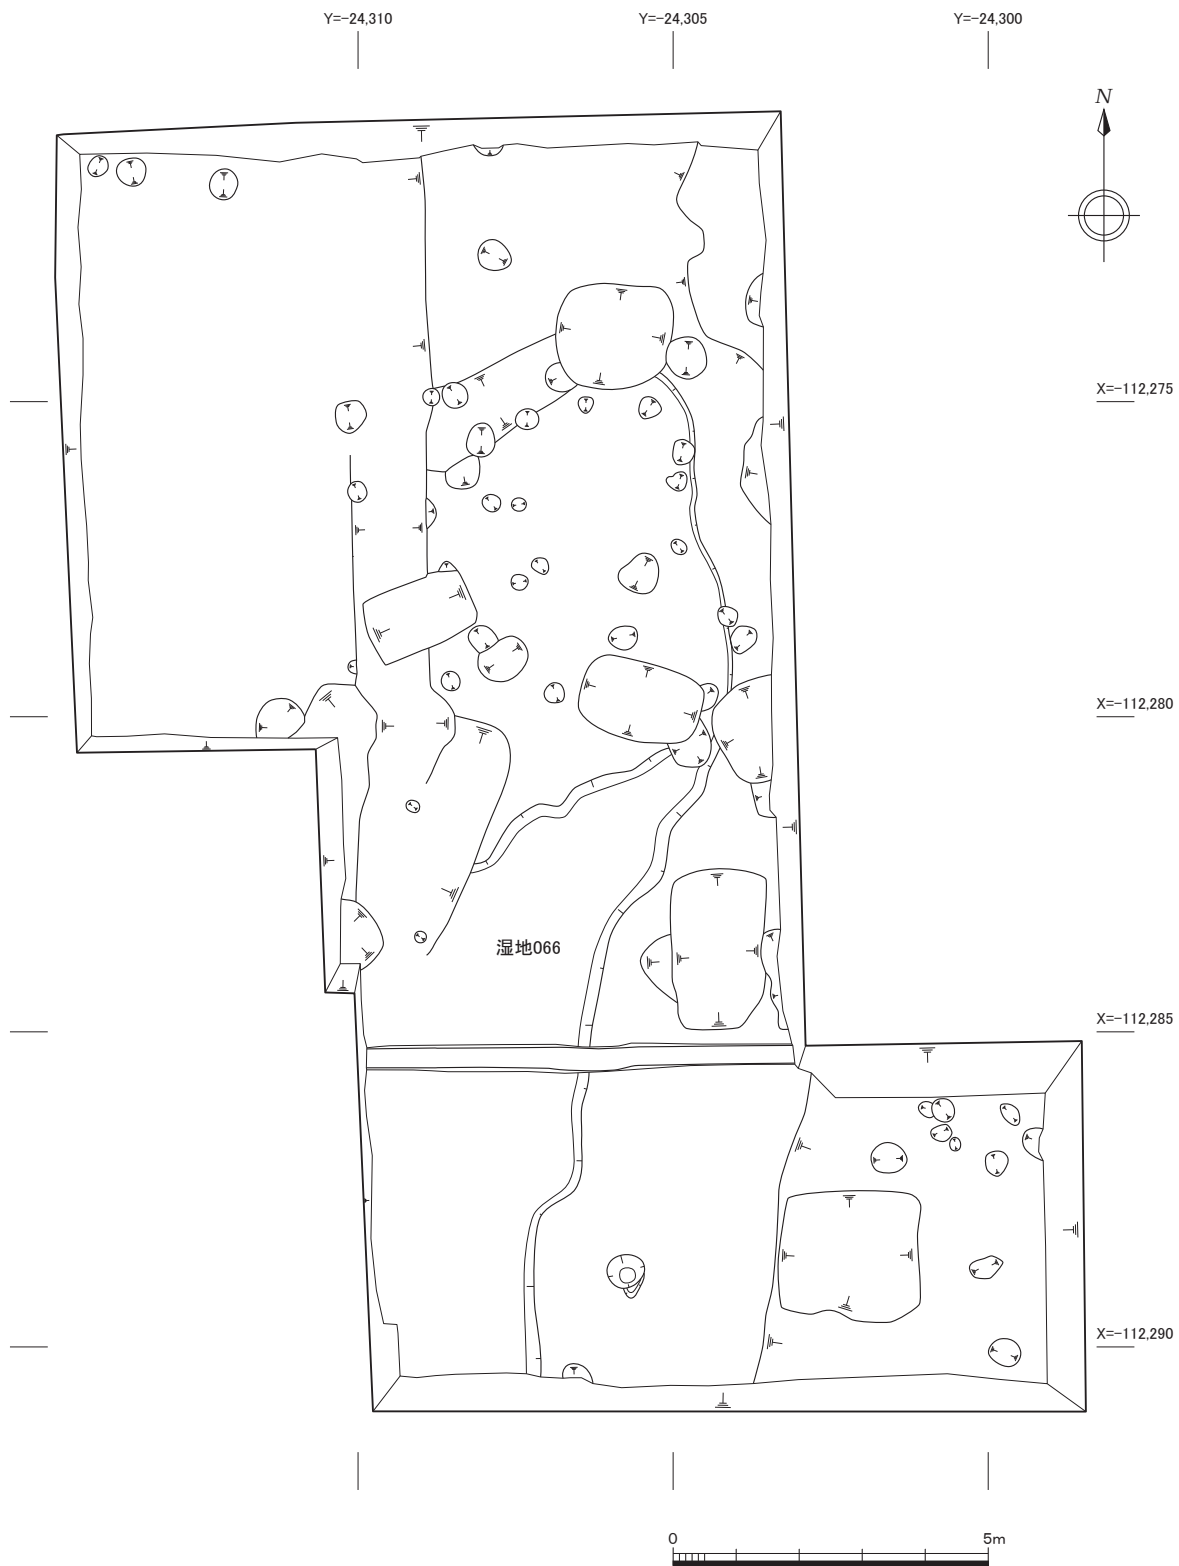 Y=-24,310
Y=-24,305
Y=-24,300
N
X=-112,275
X=-112,280
湿地066
X=-112,285
X=-112,290
0
5m